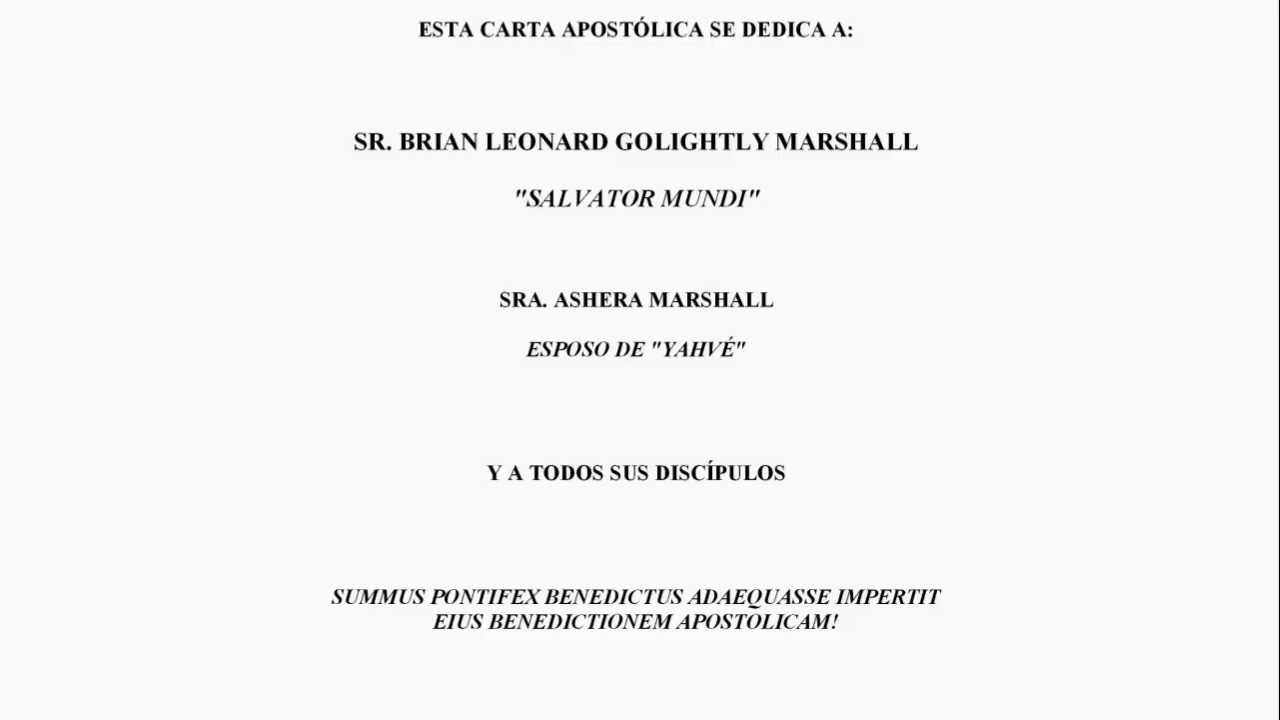 ESTA CARTA APOSTÓLICA SE DEDICA A:
SR. BRIAN LEONARD GOLIGHTLY MARSHALL
"SALVATOR MUNDI"
SRA. ASHERA MARSHALL
ESPOSO DE "YAHVÉ"
Y A TODOS SUS DISCÍPULOS
SUMMUS PONTIFEX BENEDICTUS ADAEQUASSE IMPERTIT
EIUS BENEDICTIONEM APOSTOLICAM!